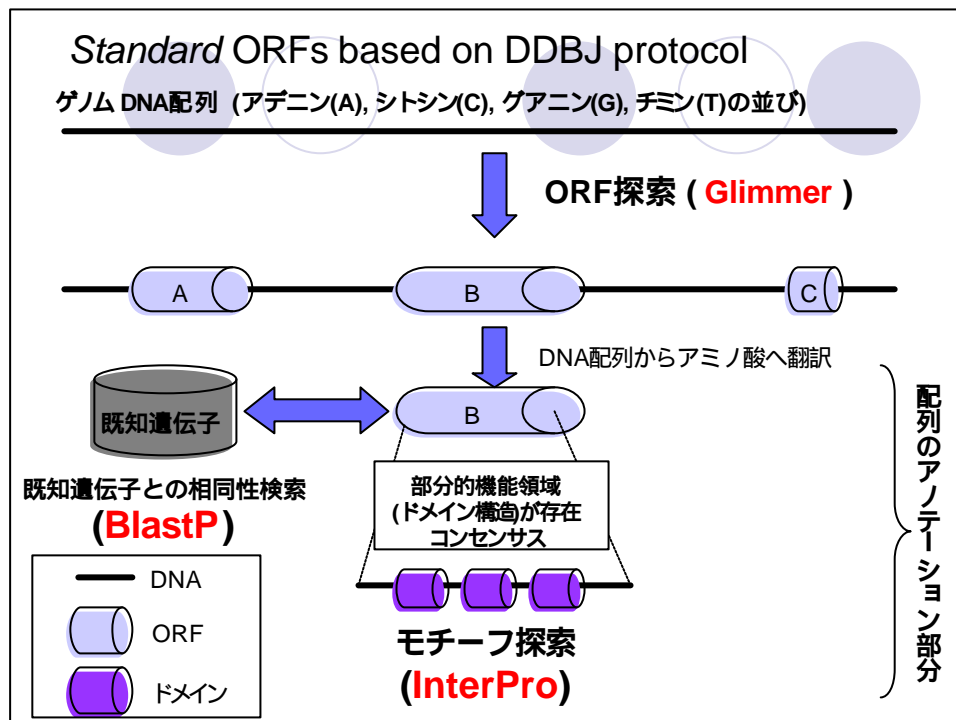 Standard ORFs based on DDBJ protocol
ゲノム DNA配列 (アデニン(A), シトシン(C), グアニン(G), チミン(T)の並び)
ORF探索 ( Glimmer )
A
B
C
DNA配列からアミノ酸へ翻訳
既知遺伝子
B
既知遺伝子との相同性検索
(BlastP)
部分的機能領域
(ドメイン構造)が存在
コンセンサス
モチーフ探索
(InterPro)
配列のアノテーション部分
DNA
ORF
ドメイン